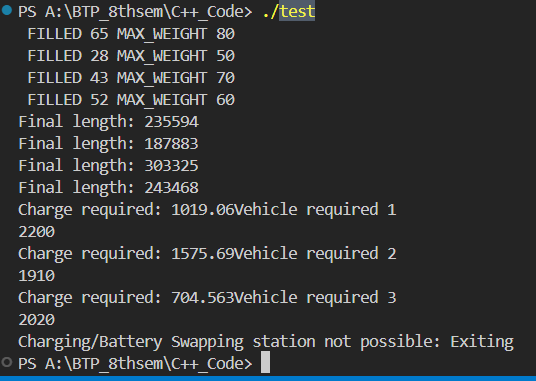 PS A:\BTP_8thsem\C++_Code> ./test
FILLED 65 MAX_WEIGHT 80
FILLED 28 MAX_WEIGHT 50
FILLED 43 MAX_WEIGHT 70
FILLED 52 MAX_WEIGHT 60
Final length: 235594
Final length: 187883
Final length: 303325
Final length: 243468
Charge required: 1019.06Vehicle required 1
2200
Charge required: 1575.69Vehicle required 2
1910
Charge required: 704.563Vehicle required 3
2020
Charging/Battery Swapping station not possible: Exiting
PS A:\BTP_8thsem\C++_Code>